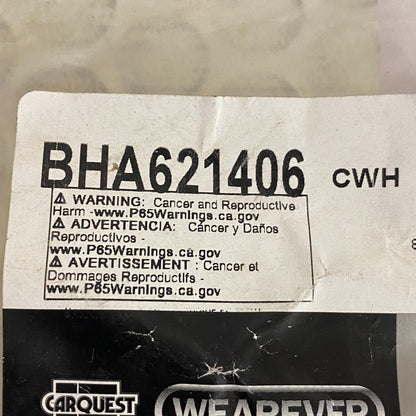 BHA621406 CWH
⚠ WARNING: Cancer and Reproductive
Harm -www.P65Warnings.ca.gov
⚠ ADVERTENCIA: Cáncer y Daños
Reproductivos -
www.P65Warnings.ca.gov
⚠ AVERTISSEMENT : Cancer et
Dommages Reproductifs -
www.P65Warnings.ca.gov
CARQUEST WEAREVER